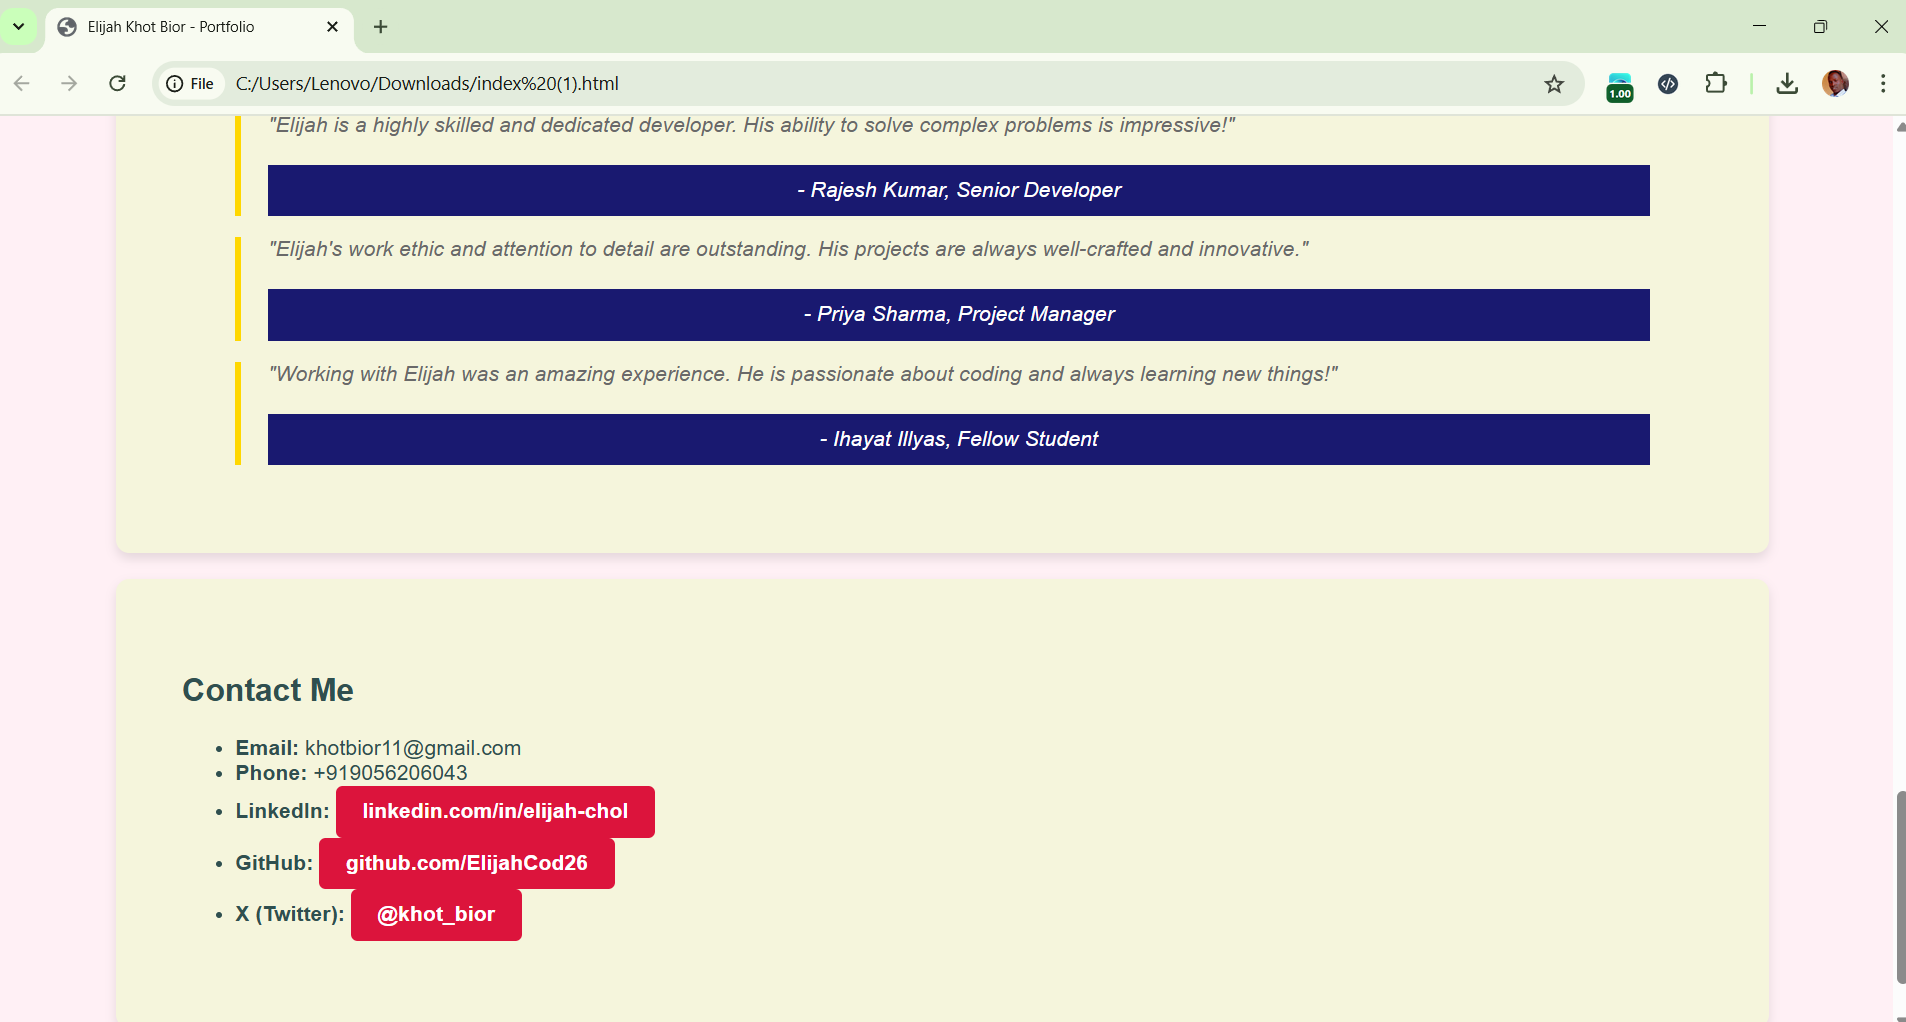 Elijah Khot Bior - Portfolio
File C:/Users/Lenovo/Downloads/index%20(1).html
1.00
"Elijah is a highly skilled and dedicated developer. His ability to solve complex problems is impressive!"
- Rajesh Kumar, Senior Developer
"Elijah's work ethic and attention to detail are outstanding. His projects are always well-crafted and innovative."
- Priya Sharma, Project Manager
"Working with Elijah was an amazing experience. He is passionate about coding and always learning new things!"
- Ihayat Illyas, Fellow Student
Contact Me
• Email: khotbior11@gmail.com
• Phone: +919056206043
• LinkedIn: linkedin.com/in/elijah-chol
• GitHub: github.com/ElijahCod26
• X (Twitter): @khot_bior